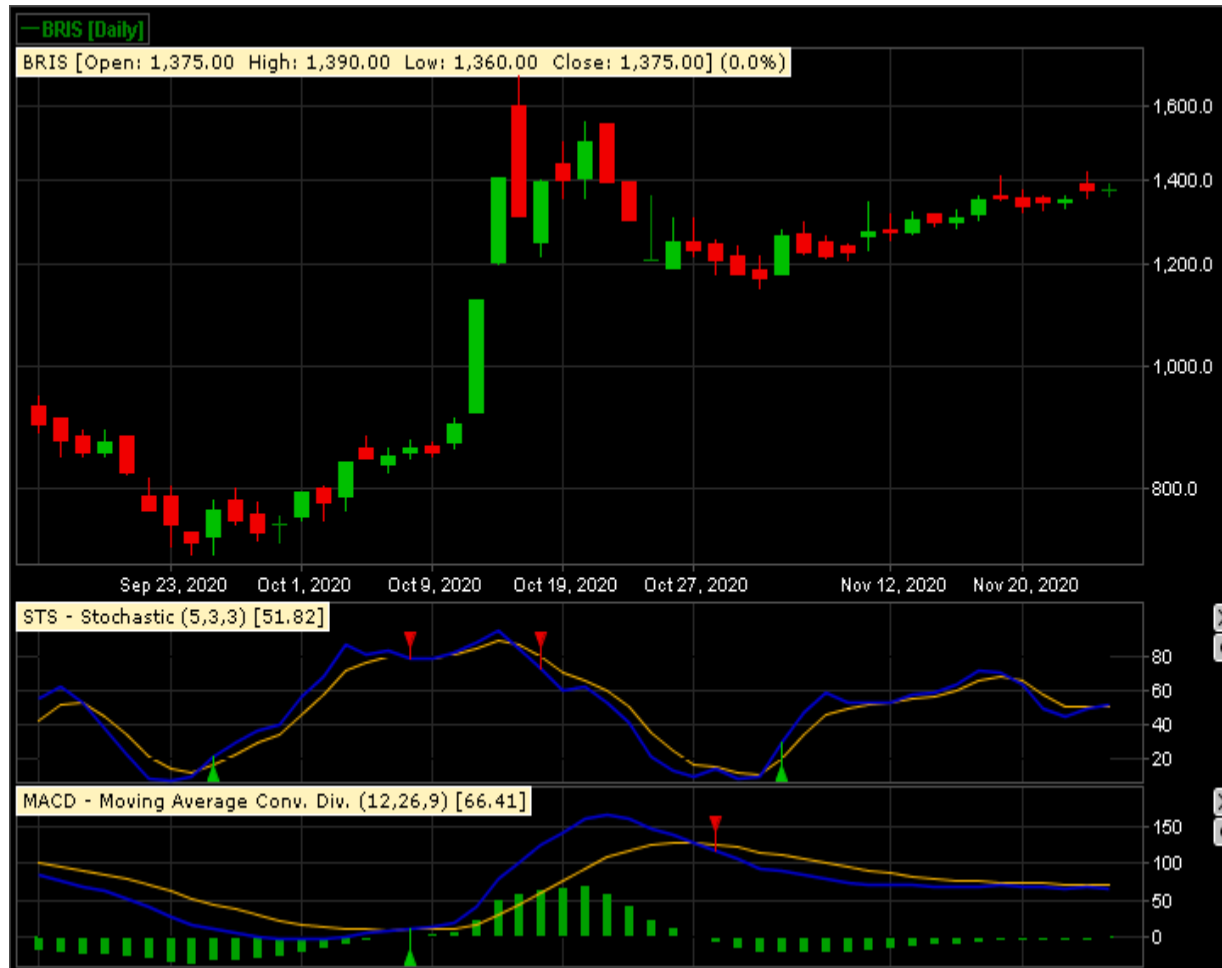 BRIS [Daily]
BRIS [Open: 1,375.00 High: 1,390.00 Low: 1,360.00 Close: 1,375.00] (0.0%)
1,600.0
1,400.0
1,200.0
1,000.0
800.0
Sep 23, 2020 Oct 1, 2020 Oct 9, 2020 Oct 19, 2020 Oct 27, 2020 Nov 12, 2020 Nov 20, 2020
STS - Stochastic (5,3,3) [51.82]
80
60
40
20
MACD - Moving Average Conv. Div. (12,26,9) [66.41]
150
100
50
0